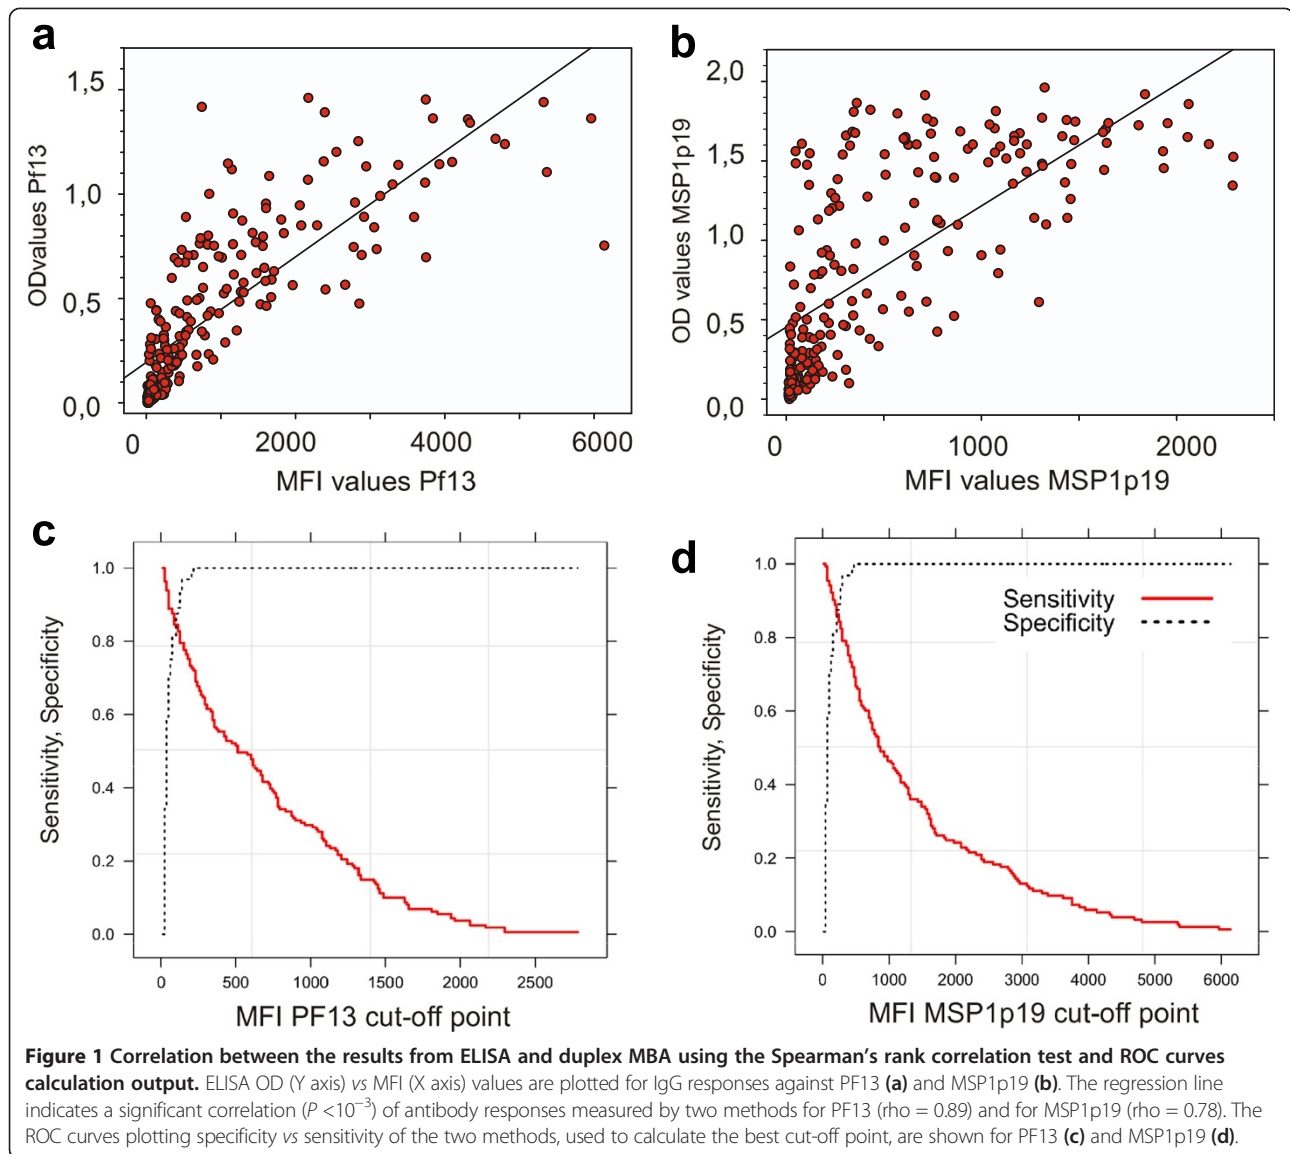 a
ODvalues Pf13
1,5
1,0
0,5
0,0
0 2000 4000 6000
MFI values Pf13
b
OD values MSP1p19
2,0
1,5
1,0
0,5
0,0
0 1000 2000
MFI values MSP1p19
c
Sensitivity, Specificity
1.0
0.8
0.6
0.4
0.2
0.0
0 500 1000 1500 2000 2500
MFI PF13 cut-off point
d
Sensitivity, Specificity
1.0
0.8
0.6
0.4
0.2
0.0
Sensitivity
Specificity
0 1000 2000 3000 4000 5000 6000
MFI MSP1p19 cut-off point
Figure 1 Correlation between the results from ELISA and duplex MBA using the Spearman's rank correlation test and ROC curves
calculation output. ELISA OD (Y axis) vs MFI (X axis) values are plotted for IgG responses against PF13 (a) and MSP1p19 (b). The regression line
indicates a significant correlation (P <10⁻³) of antibody responses measured by two methods for PF13 (rho = 0.89) and for MSP1p19 (rho = 0.78). The
ROC curves plotting specificity vs sensitivity of the two methods, used to calculate the best cut-off point, are shown for PF13 (c) and MSP1p19 (d).